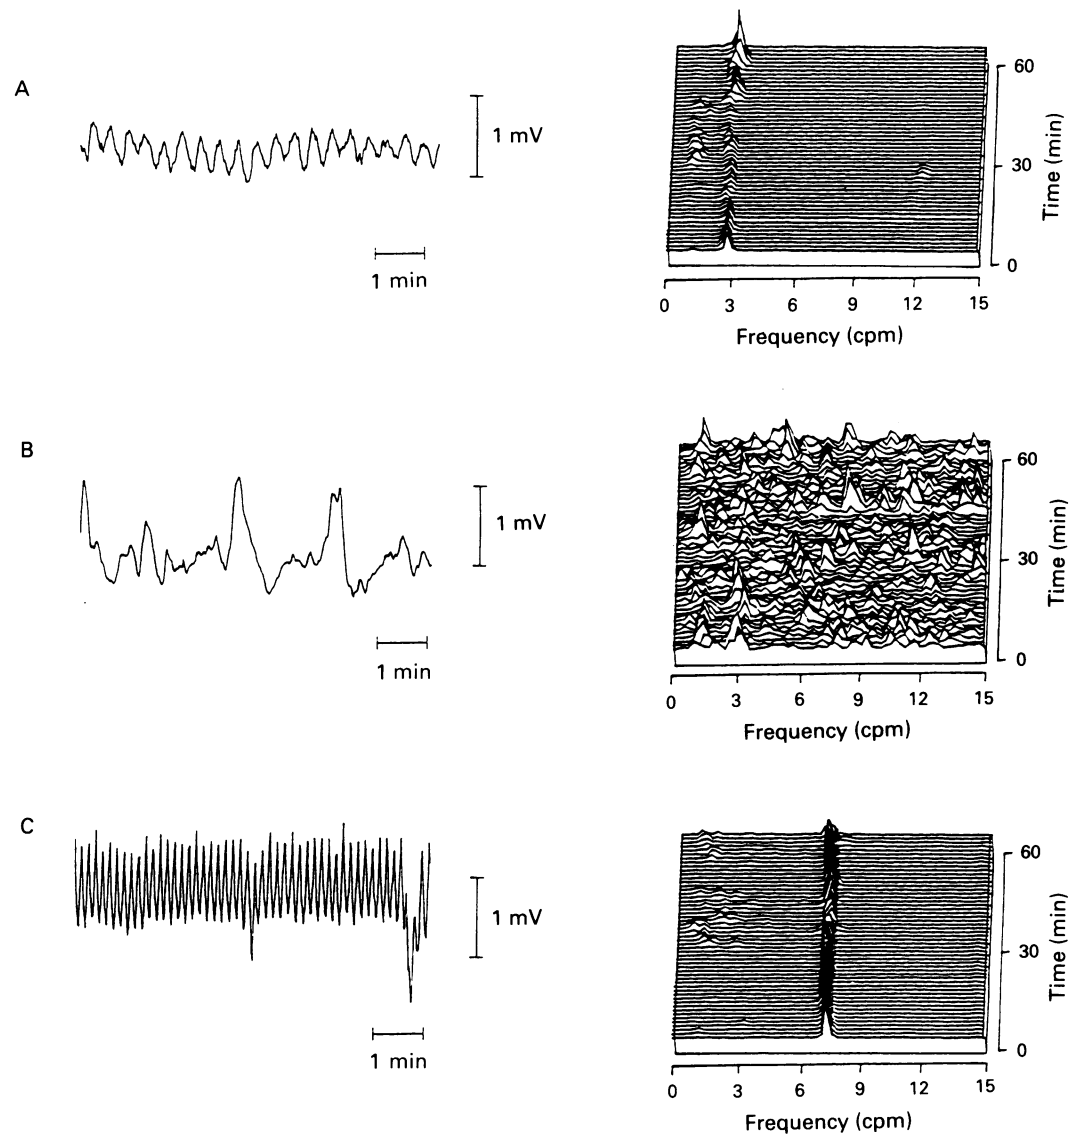 A
1 mV
1 min
60
30
0
Time (min)
0 3 6 9 12 15
Frequency (cpm)
B
1 mV
1 min
60
30
0
Time (min)
0 3 6 9 12 15
Frequency (cpm)
C
1 mV
1 min
60
30
0
Time (min)
0 3 6 9 12 15
Frequency (cpm)